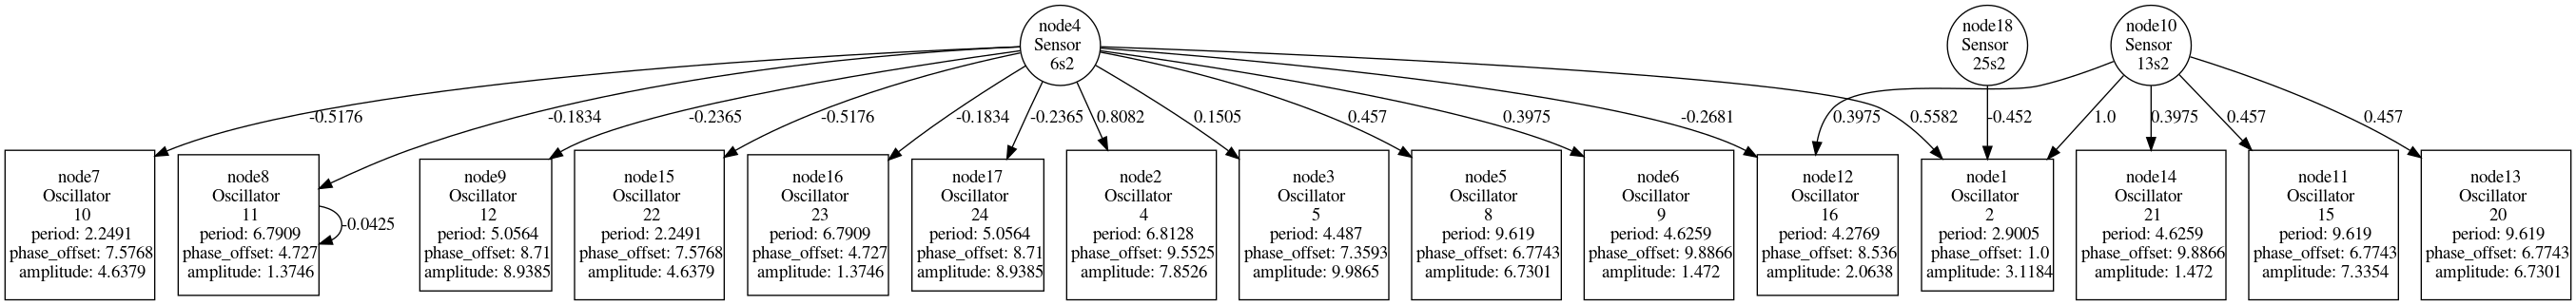 node4
Sensor
6s2
node18
Sensor
25s2
node10
Sensor
13s2
-0.5176
-0.1834
-0.2365
-0.5176
-0.1834
-0.2365
0.8082
0.1505
0.457
0.3975
-0.2681
0.3975
0.5582
-0.452
1.0
0.3975
0.457
0.457
node7
Oscillator
10
period: 2.2491
phase_offset: 7.5768
amplitude: 4.6379
node8
Oscillator
11
period: 6.7909
phase_offset: 4.727
amplitude: 1.3746
-0.0425
node9
Oscillator
12
period: 5.0564
phase_offset: 8.71
amplitude: 8.9385
node15
Oscillator
22
period: 2.2491
phase_offset: 7.5768
amplitude: 4.6379
node16
Oscillator
23
period: 6.7909
phase_offset: 4.727
amplitude: 1.3746
node17
Oscillator
24
period: 5.0564
phase_offset: 8.71
amplitude: 8.9385
node2
Oscillator
4
period: 6.8128
phase_offset: 9.5525
amplitude: 7.8526
node3
Oscillator
5
period: 4.487
phase_offset: 7.3593
amplitude: 9.9865
node5
Oscillator
8
period: 9.619
phase_offset: 6.7743
amplitude: 6.7301
node6
Oscillator
9
period: 4.6259
phase_offset: 9.8866
amplitude: 1.472
node12
Oscillator
16
period: 4.2769
phase_offset: 8.536
amplitude: 2.0638
node1
Oscillator
2
period: 2.9005
phase_offset: 1.0
amplitude: 3.1184
node14
Oscillator
21
period: 4.6259
phase_offset: 9.8866
amplitude: 1.472
node11
Oscillator
15
period: 9.619
phase_offset: 6.7743
amplitude: 7.3354
node13
Oscillator
20
period: 9.619
phase_offset: 6.7743
amplitude: 6.7301